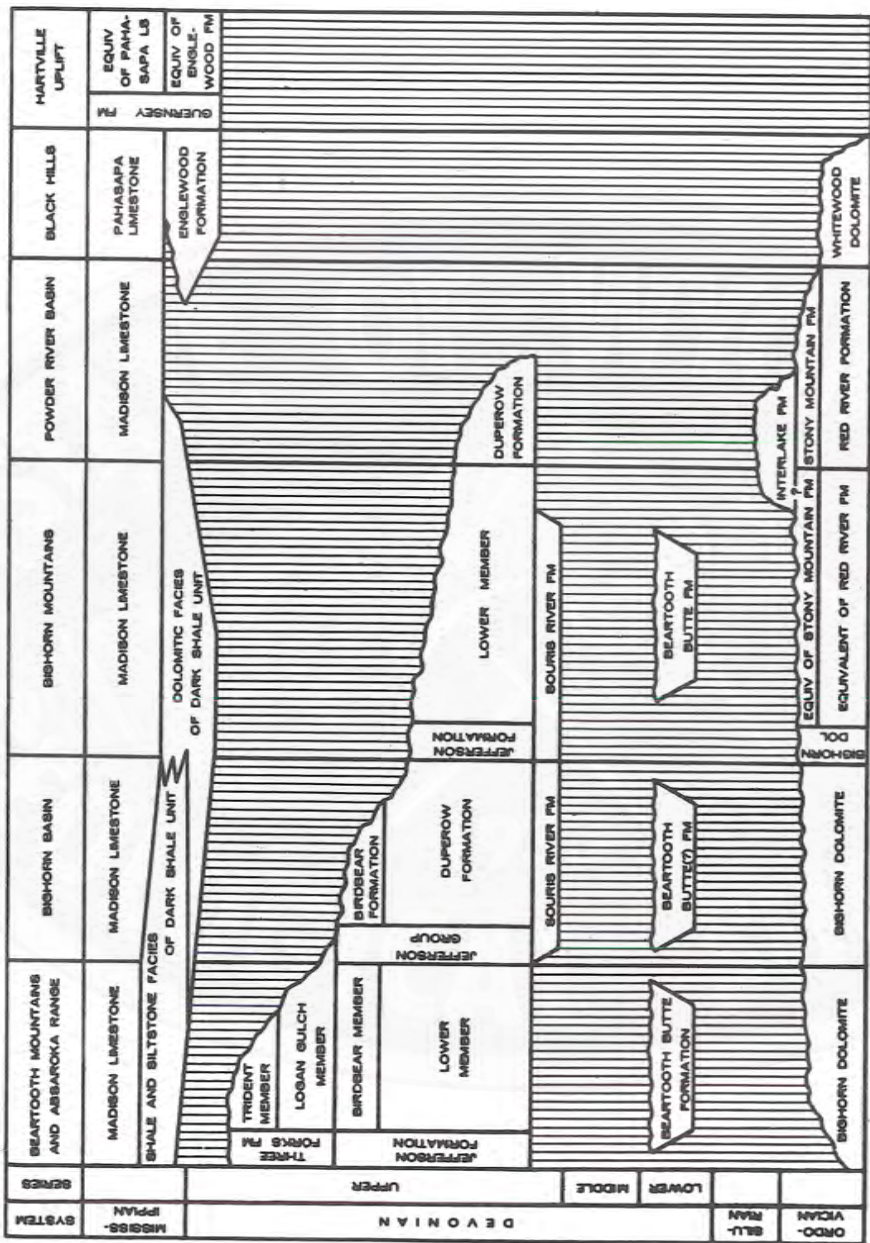 HARTVILLE
UPLIFT
EQUIV
OF PAHA-
SAPA LS
EQUIV OF
ENGLE-
WOOD FM
GUERNSEY FM
BLACK HILLS
PAHASAPA
LIMESTONE
ENGLEWOOD
FORMATION
WHITEWOOD
DOLOMITE
POWDER RIVER BASIN
MADISON LIMESTONE
DUPEROW
FORMATION
INTERLAKE FM
STONY MOUNTAIN FM
RED RIVER FORMATION
BIGHORN MOUNTAINS
MADISON LIMESTONE
DOLOMITIC FACIES
OF DARK SHALE UNIT
LOWER MEMBER
JEFFERSON
FORMATION
SOURIS RIVER FM
BEARTOOTH
BUTTE FM
?
EQUIV OF STONY MOUNTAIN FM
EQUIVALENT OF RED RIVER FM
BIGHORN
DOL
BIGHORN BASIN
MADISON LIMESTONE
OF DARK SHALE UNIT
BIRDBEAR
FORMATION
DUPEROW
FORMATION
JEFFERSON
GROUP
SOURIS RIVER FM
BEARTOOTH
BUTTE(?) FM
BIGHORN DOLOMITE
BEARTOOTH MOUNTAINS
AND ABSAROKA RANGE
MADISON LIMESTONE
SHALE AND SILTSTONE FACIES
TRIDENT
MEMBER
LOGAN GULCH
MEMBER
THREE
FORKS FM
BIRDBEAR MEMBER
LOWER
MEMBER
JEFFERSON
FORMATION
BEARTOOTH BUTTE
FORMATION
BIGHORN DOLOMITE
SERIES
UPPER
MIDDLE
LOWER
SYSTEM
MISSISS-
IPPIAN
DEVONIAN
SILU-
RIAN
ORDO-
VICIAN